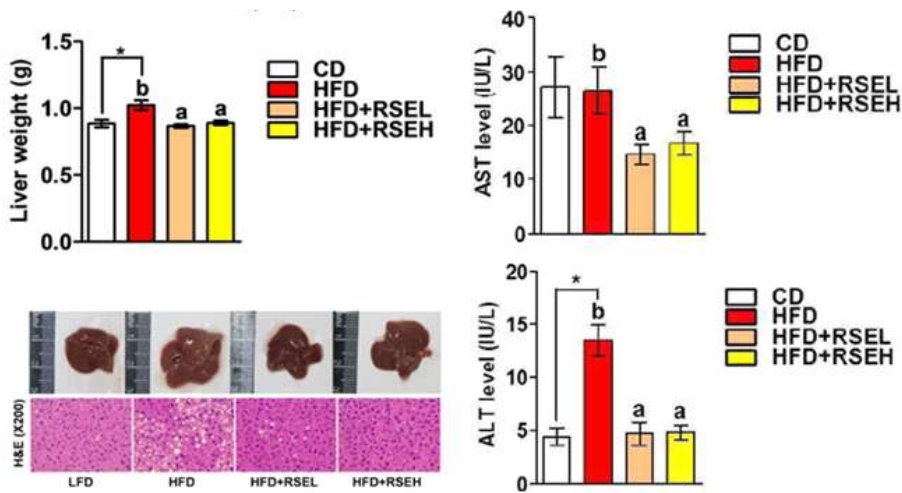 Liver weight (g)
1.5
1.0
0.5
0.0
*
b
a
a
CD
HFD
HFD+RSEL
HFD+RSEH
AST level (IU/L)
40
30
20
10
0
b
a
a
CD
HFD
HFD+RSEL
HFD+RSEH
ALT level (IU/L)
20
15
10
5
0
*
b
a
a
CD
HFD
HFD+RSEL
HFD+RSEH
H&E (X200)
LFD HFD HFD+RSEL HFD+RSEH